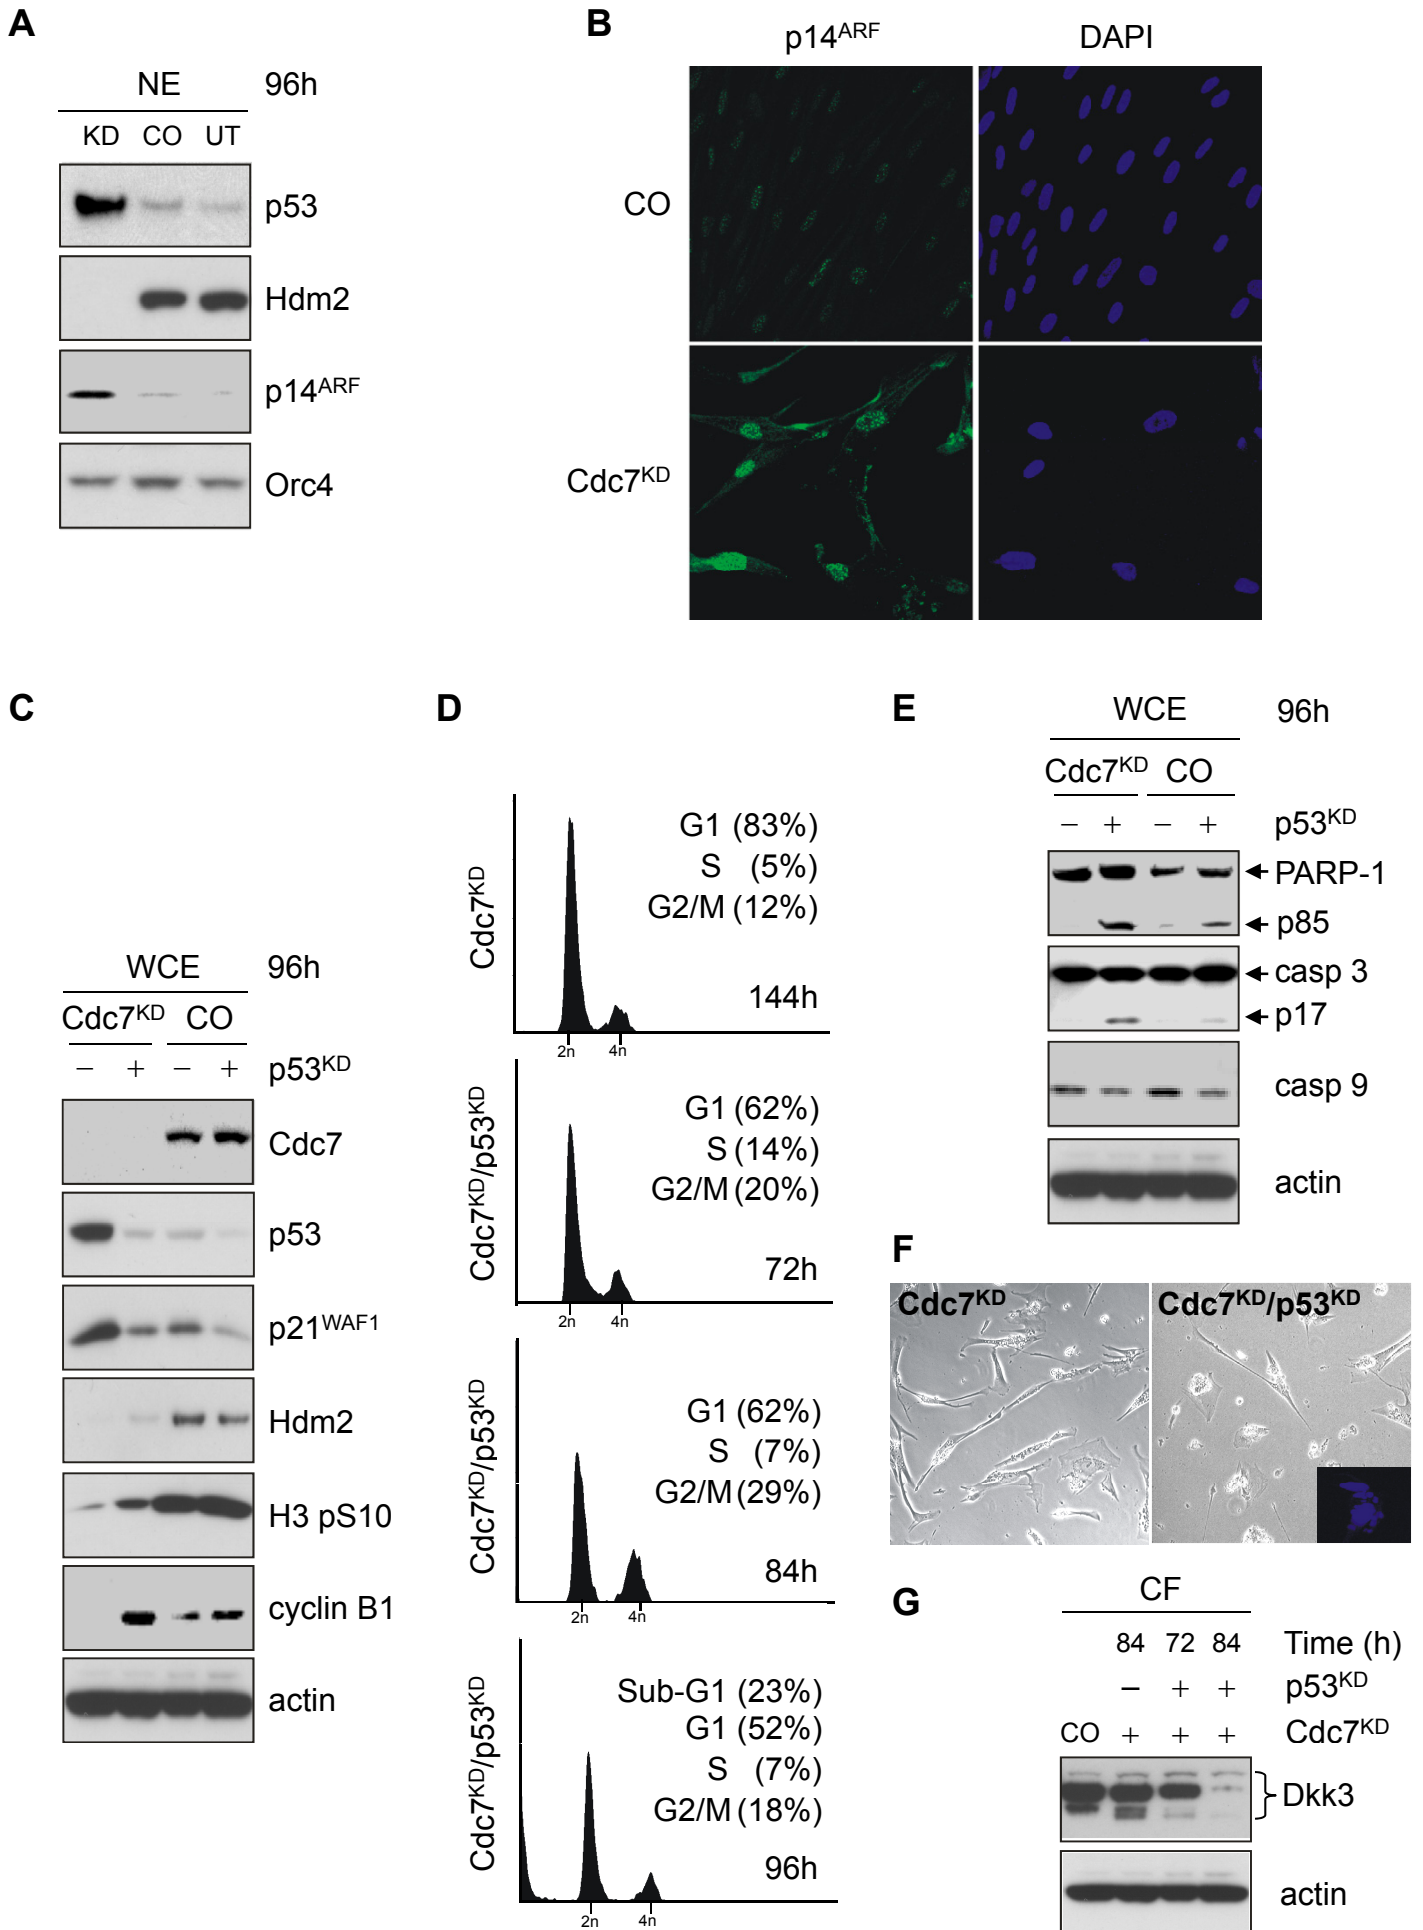 A
NE 96h
KD CO UT
p53
Hdm2
p14ARF
Orc4
B
p14ARF DAPI
CO
Cdc7KD
C
WCE 96h
Cdc7KD CO
− + − + p53KD
Cdc7
p53
p21WAF1
Hdm2
H3 pS10
cyclin B1
actin
D
Cdc7KD
G1 (83%)
S (5%)
G2/M (12%)
144h
2n 4n
Cdc7KD/p53KD
G1 (62%)
S (14%)
G2/M (20%)
72h
2n 4n
Cdc7KD/p53KD
G1 (62%)
S (7%)
G2/M (29%)
84h
2n 4n
Cdc7KD/p53KD
Sub-G1 (23%)
G1 (52%)
S (7%)
G2/M (18%)
96h
2n 4n
E
WCE 96h
Cdc7KD CO
− + − + p53KD
PARP-1
p85
casp 3
p17
casp 9
actin
F
Cdc7KD Cdc7KD/p53KD
G
CF
84 72 84 Time (h)
− + + p53KD
CO + + + Cdc7KD
Dkk3
actin